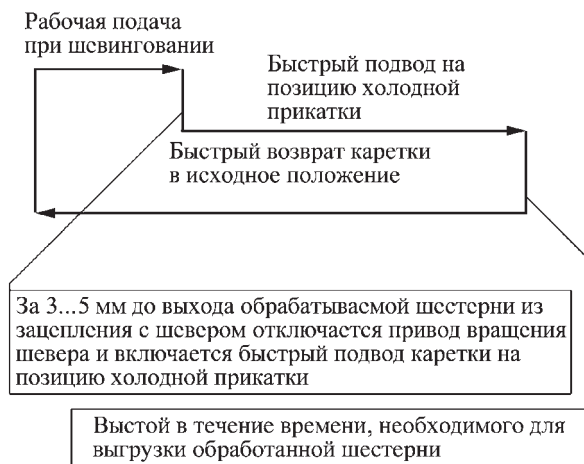 Рабочая подача
при шевинговании
Быстрый подвод на
позицию холодной
прикатки
Быстрый возврат каретки
в исходное положение
За 3...5 мм до выхода обрабатываемой шестерни из
зацепления с шевером отключается привод вращения
шевера и включается быстрый подвод каретки на
позицию холодной прикатки
Выстой в течение времени, необходимого для
выгрузки обработанной шестерни